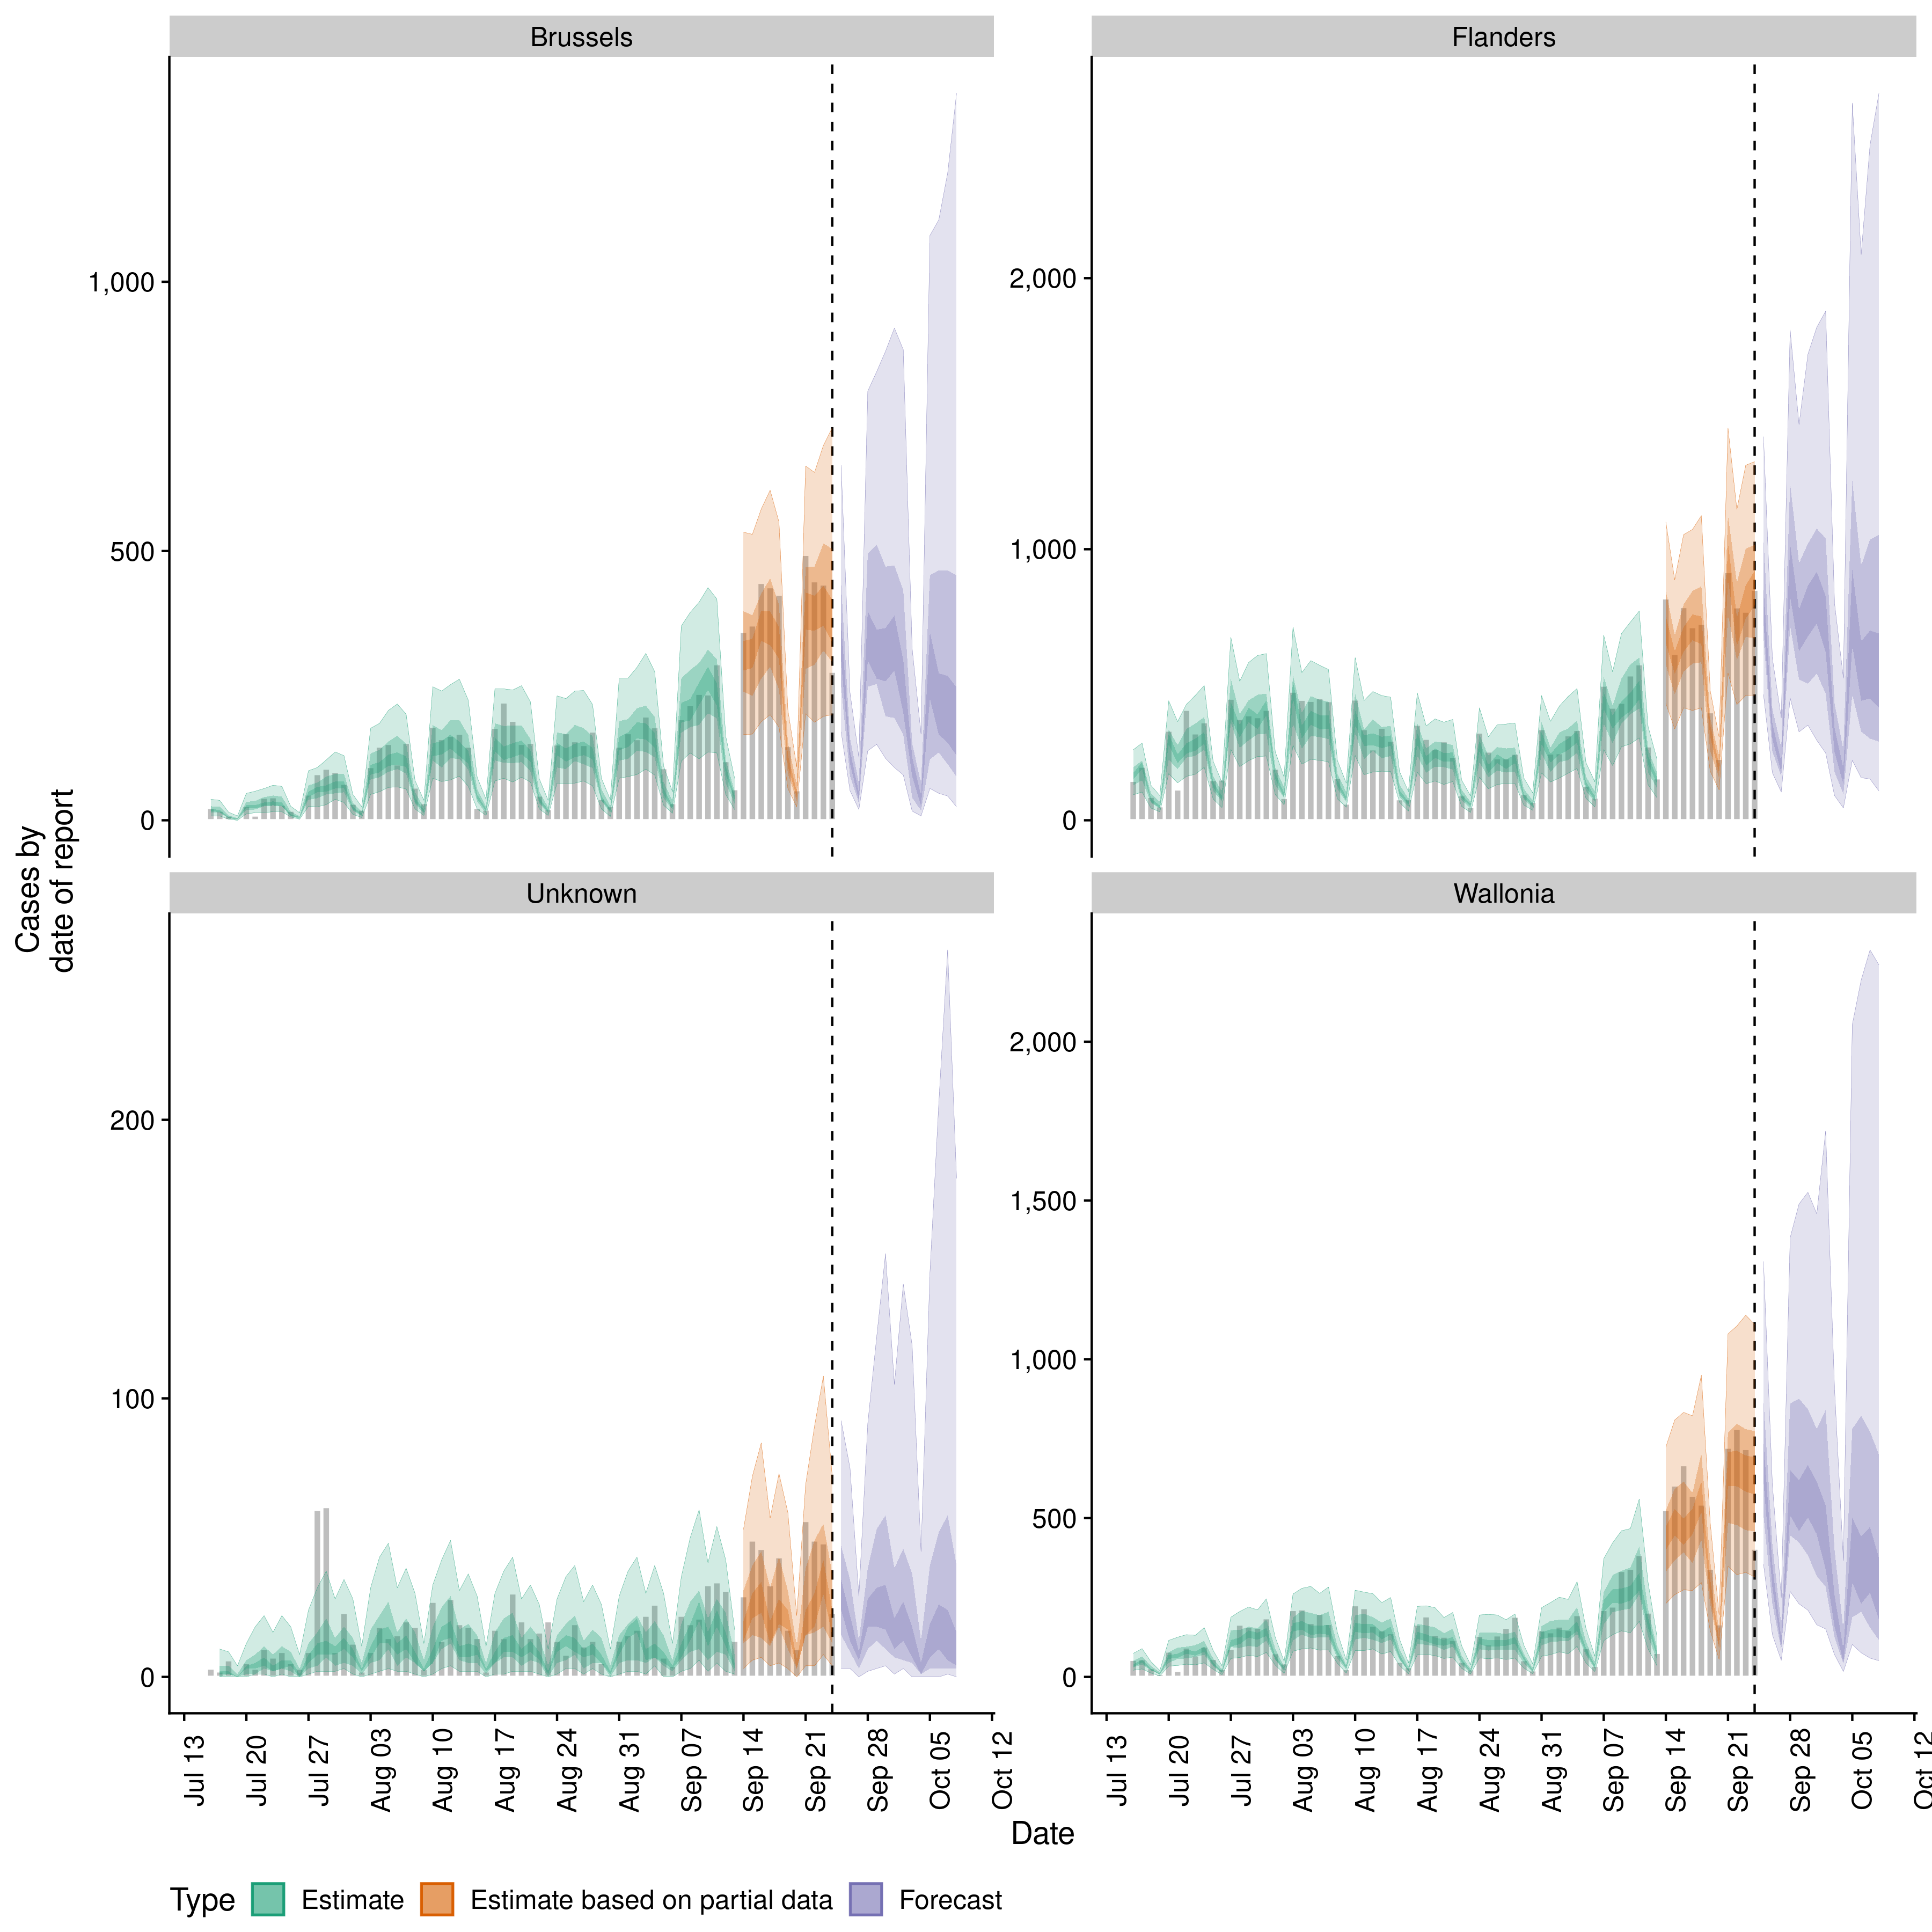 Brussels
Flanders
1,000
500
0
2,000
1,000
0
Cases by
date of report
Unknown
Wallonia
200
100
0
2,000
1,500
1,000
500
0
Jul 13
Jul 20
Jul 27
Aug 03
Aug 10
Aug 17
Aug 24
Aug 31
Sep 07
Sep 14
Sep 21
Sep 28
Oct 05
Oct 12
Jul 13
Jul 20
Jul 27
Aug 03
Aug 10
Aug 17
Aug 24
Aug 31
Sep 07
Sep 14
Sep 21
Sep 28
Oct 05
Oct 12
Date
Type Estimate Estimate based on partial data Forecast